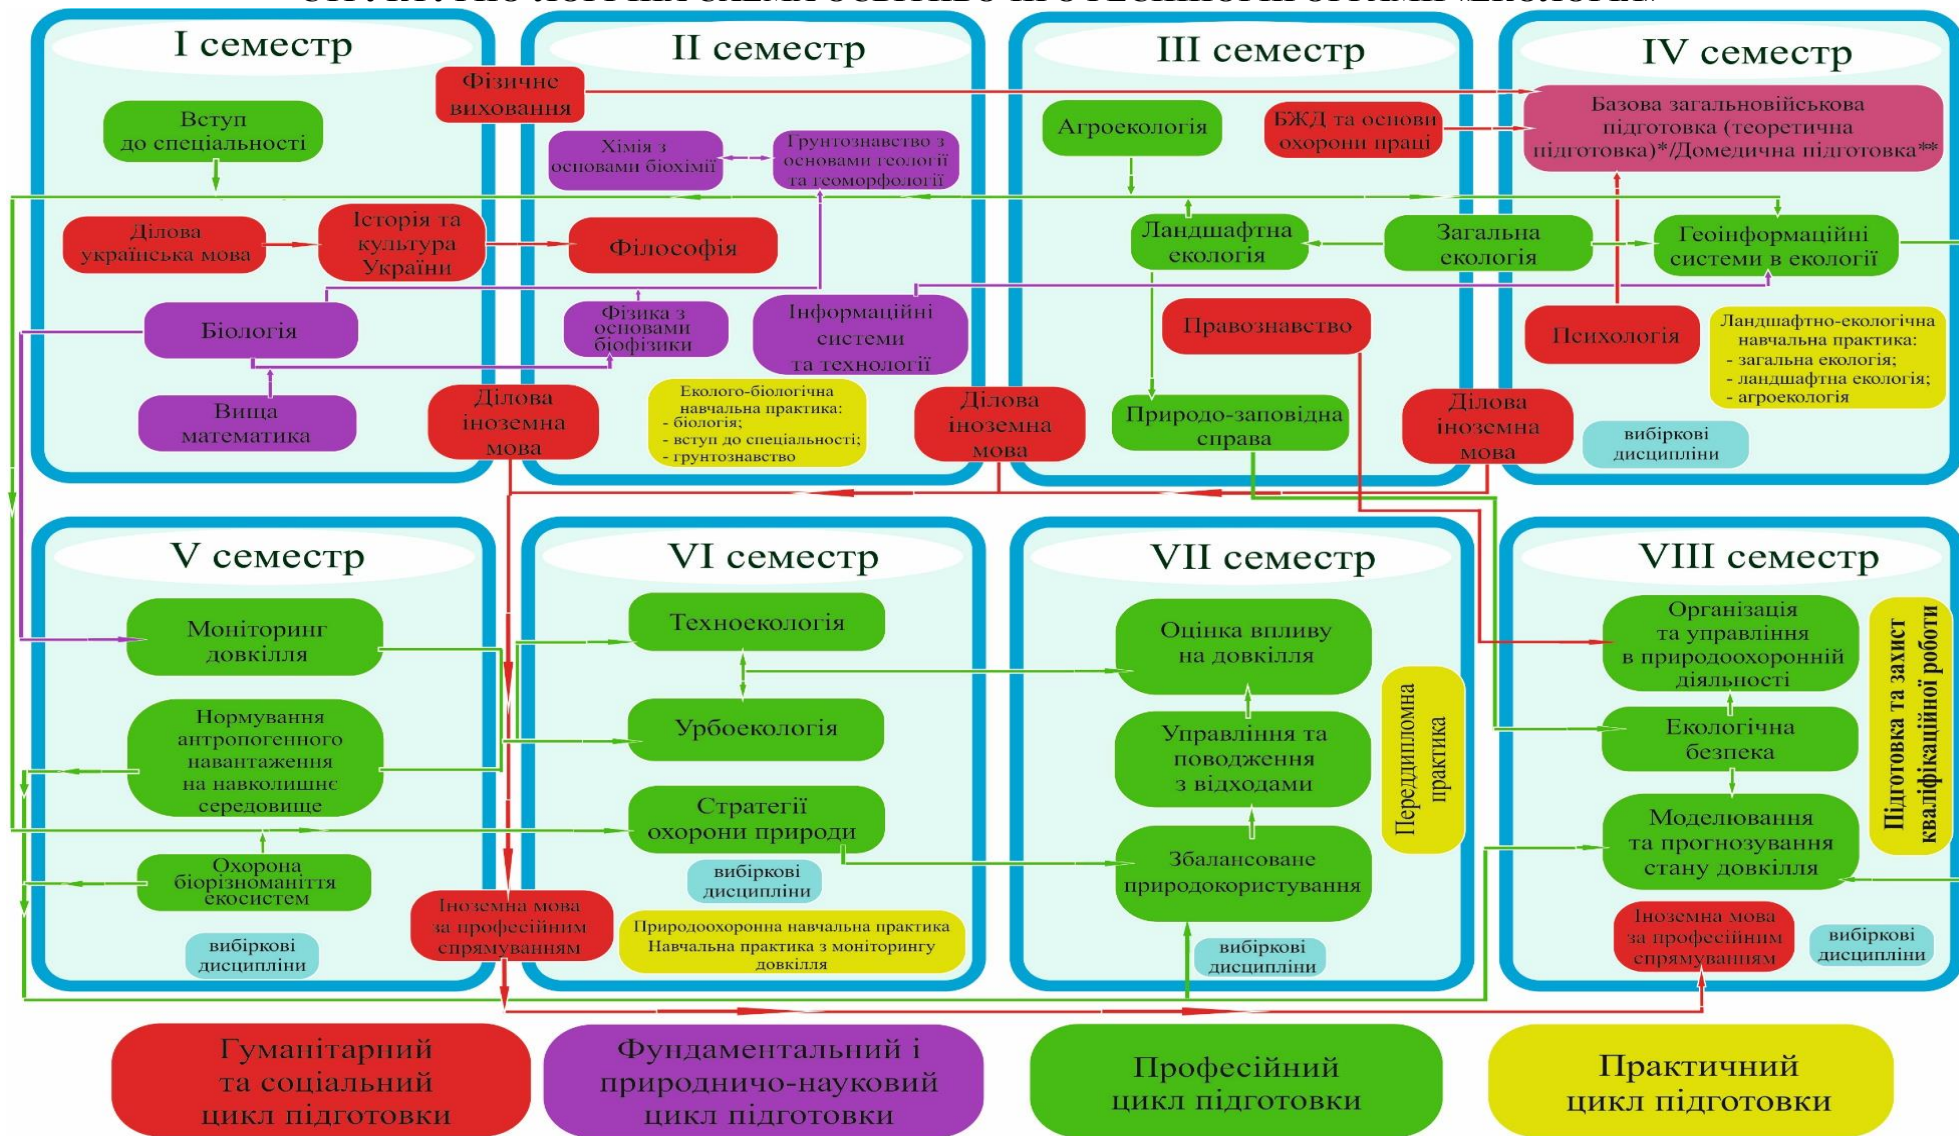 I семестр
Вступ
до спеціальності
Ділова
українська мова
Історія та
культура
України
Біологія
Вища
математика
Фізичне
виховання
Ділова
іноземна
мова
II семестр
Хімія з
основами біохімії
Грунтознавство з
основами геології
та геоморфології
Філософія
Фізика з
основами
біофізики
Інформаційні
системи
та технології
Еколого-біологічна
навчальна практика:
- біологія;
- вступ до спеціальності;
- грунтознавство
Ділова
іноземна
мова
III семестр
Агроекологія
БЖД та основи
охорони праці
Ландшафтна
екологія
Загальна
екологія
Правознавство
Природо-заповідна
справа
Ділова
іноземна
мова
IV семестр
Базова загальновійськова
підготовка (теоретична
підготовка)*/Домедична підготовка**
Геоінформаційні
системи в екології
Психологія
Ландшафтно-екологічна
навчальна практика:
- загальна екологія;
- ландшафтна екологія;
- агроекологія
вибіркові
дисципліни
V семестр
Моніторинг
довкілля
Нормування
антропогенного
навантаження
на навколишнє
середовище
Охорона
біорізноманіття
екосистем
вибіркові
дисципліни
Іноземна мова
за професійним
спрямуванням
VI семестр
Техноекологія
Урбоекологія
Стратегії
охорони природи
вибіркові
дисципліни
Природоохоронна навчальна практика
Навчальна практика з моніторингу
довкілля
VII семестр
Оцінка впливу
на довкілля
Управління та
поводження
з відходами
Збалансоване
природокористування
Переддипломна
практика
вибіркові
дисципліни
VIII семестр
Організація
та управління
в природоохоронній
діяльності
Екологічна
безпека
Моделювання
та прогнозування
стану довкілля
Підготовка та захист
кваліфікаційної роботи
Іноземна мова
за професійним
спрямуванням
вибіркові
дисципліни
Гуманітарний
та соціальний
цикл підготовки
Фундаментальний і
природничо-науковий
цикл підготовки
Професійний
цикл підготовки
Практичний
цикл підготовки